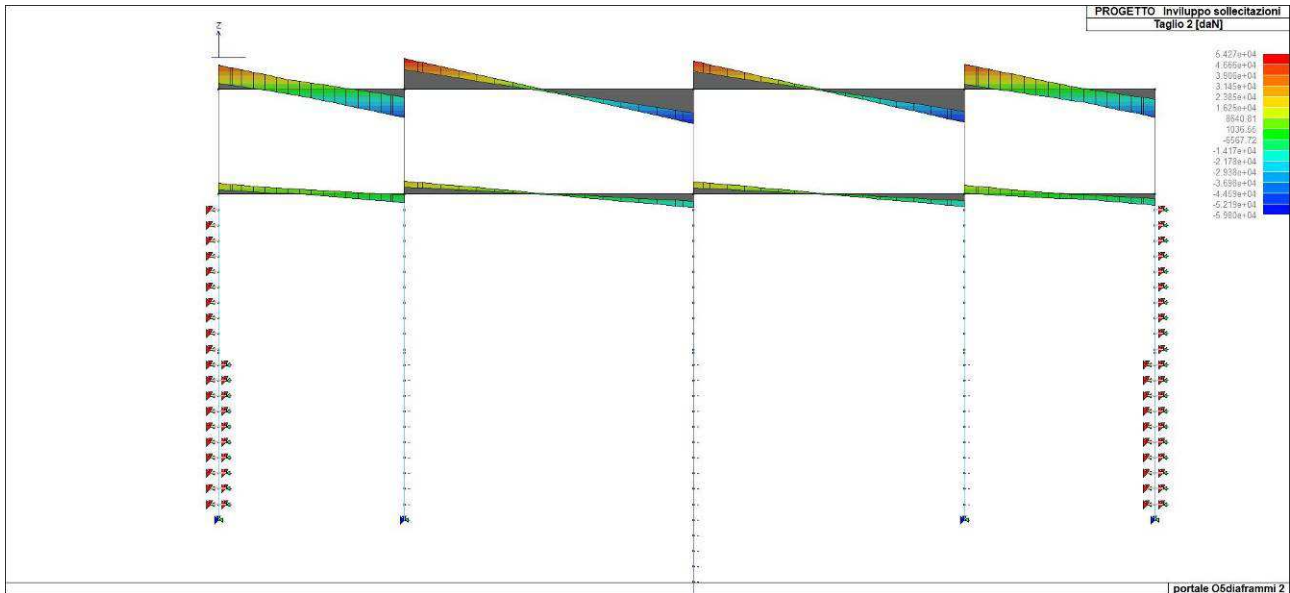 PROGETTO Inviluppo sollecitazioni
Taglio 2 [daN]
Z
5.427e+04
4.666e+04
3.906e+04
3.145e+04
2.385e+04
1.625e+04
8640.81
1036.55
-6567.72
-1.417e+04
-2.178e+04
-2.938e+04
-3.698e+04
-4.459e+04
-5.219e+04
-5.980e+04
portale O5diaframmi 2